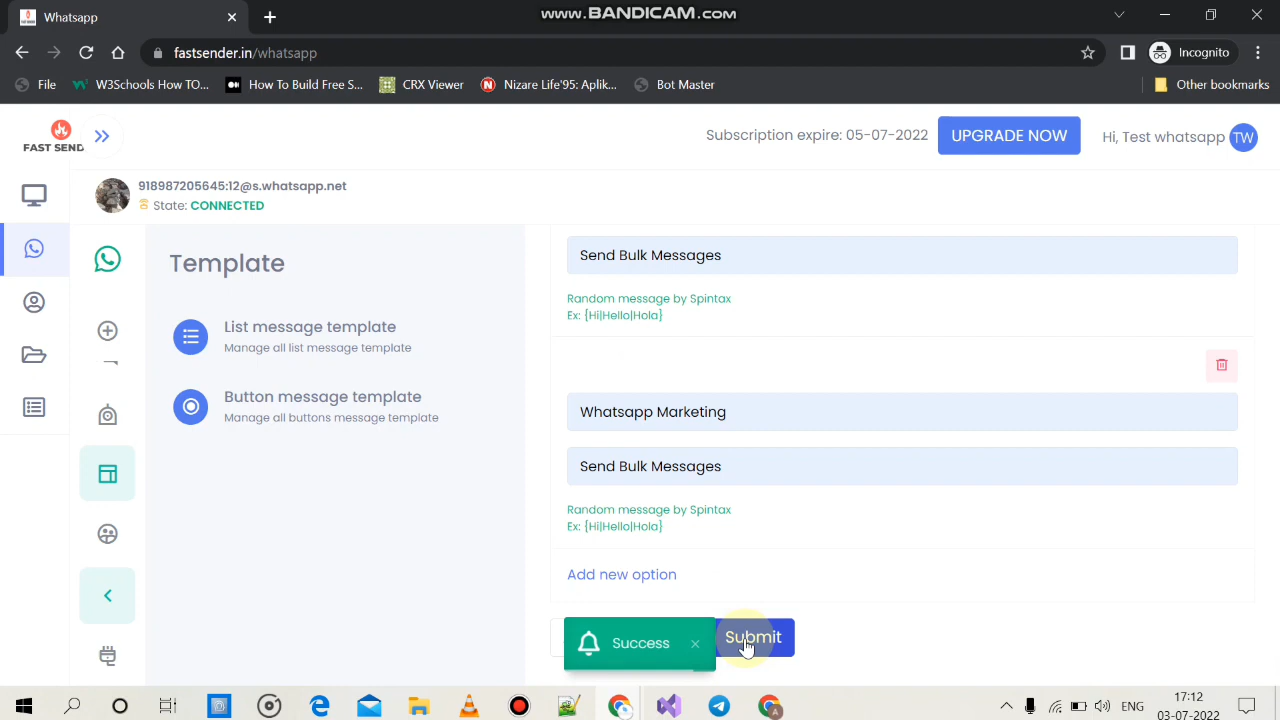 Whatsapp
www.BANDICAM.com
fastsender.in/whatsapp
Incognito
File
W3Schools How TO...
How To Build Free S...
CRX Viewer
Nizare Life'95: Aplik...
Bot Master
Other bookmarks
FAST SEND
Subscription expire: 05-07-2022
UPGRADE NOW
Hi, Test whatsapp
TW
918987205645:12@s.whatsapp.net
State: CONNECTED
Template
List message template
Manage all list message template
Button message template
Manage all buttons message template
Send Bulk Messages
Random message by Spintax
Ex: {Hi|Hello|Hola}
Whatsapp Marketing
Send Bulk Messages
Random message by Spintax
Ex: {Hi|Hello|Hola}
Add new option
Success
Submit
ENG
17:12
03-07-2022